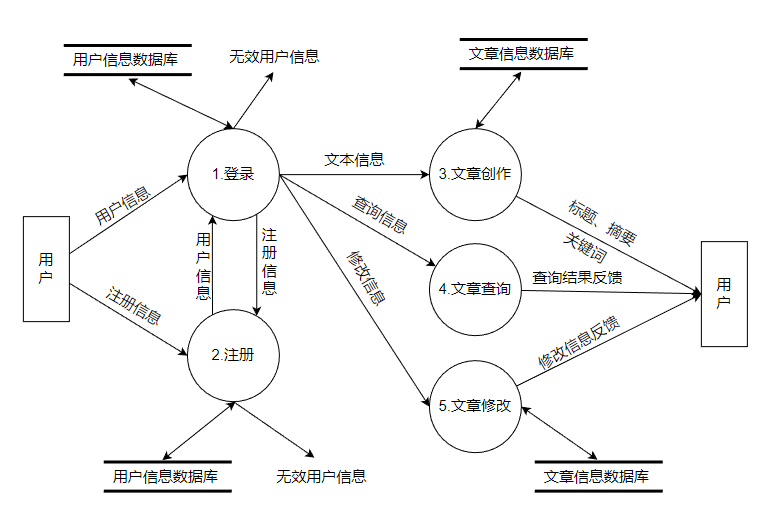 用户信息数据库
无效用户信息
文章信息数据库
1.登录
文本信息
3.文章创作
用户信息
查询信息
标题、摘要
关键词
用户
用户信息
注册信息
修改信息
4.文章查询
查询结果反馈
用户
注册信息
2.注册
修改信息反馈
5.文章修改
用户信息数据库
无效用户信息
文章信息数据库